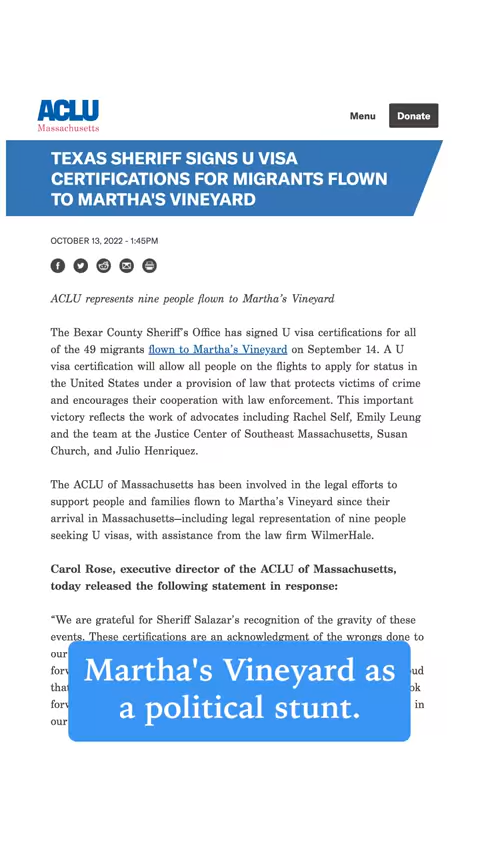 ACLU
Massachusetts
Menu
Donate
TEXAS SHERIFF SIGNS U VISA
CERTIFICATIONS FOR MIGRANTS FLOWN
TO MARTHA'S VINEYARD
OCTOBER 13, 2022 - 1:45PM
ACLU represents nine people flown to Martha's Vineyard
The Bexar County Sheriff's Office has signed U visa certifications for all
of the 49 migrants flown to Martha's Vineyard on September 14. A U
visa certification will allow all people on the flights to apply for status in
the United States under a provision of law that protects victims of crime
and encourages their cooperation with law enforcement. This important
victory reflects the work of advocates including Rachel Self, Emily Leung
and the team at the Justice Center of Southeast Massachusetts, Susan
Church, and Julio Henriquez.
The ACLU of Massachusetts has been involved in the legal efforts to
support people and families flown to Martha's Vineyard since their
arrival in Massachusetts—including legal representation of nine people
seeking U visas, with assistance from the law firm WilmerHale.
Carol Rose, executive director of the ACLU of Massachusetts,
today released the following statement in response:
"We are grateful for Sheriff Salazar's recognition of the gravity of these
events. These certifications are an acknowledgment of the wrongs done to
our
in
our
Martha's Vineyard as
a political stunt.